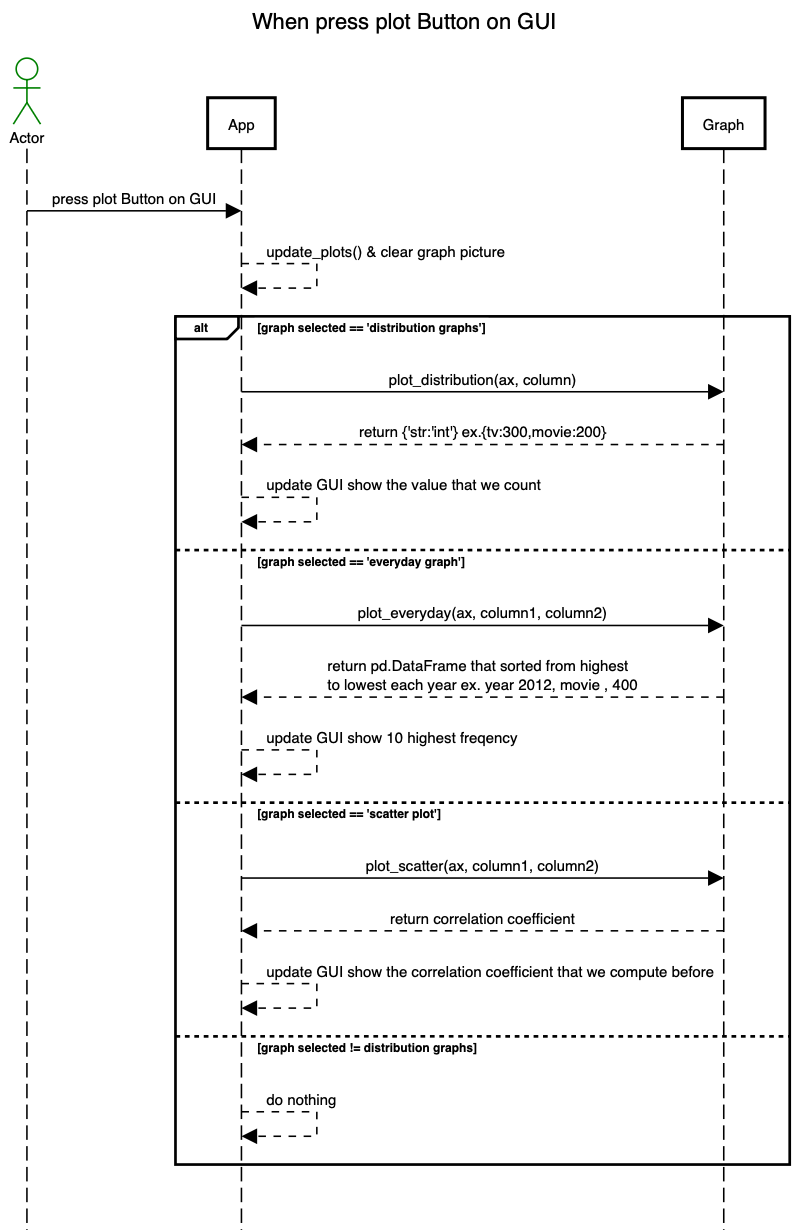 When press plot Button on GUI
Actor
App
Graph
press plot Button on GUI
update_plots() & clear graph picture
alt
[graph selected == 'distribution graphs']
plot_distribution(ax, column)
return {'str:'int'} ex.{tv:300,movie:200}
update GUI show the value that we count
[graph selected == 'everyday graph']
plot_everyday(ax, column1, column2)
return pd.DataFrame that sorted from highest
to lowest each year ex. year 2012, movie , 400
update GUI show 10 highest freqency
[graph selected == 'scatter plot']
plot_scatter(ax, column1, column2)
return correlation coefficient
update GUI show the correlation coefficient that we compute before
[graph selected != distribution graphs]
do nothing